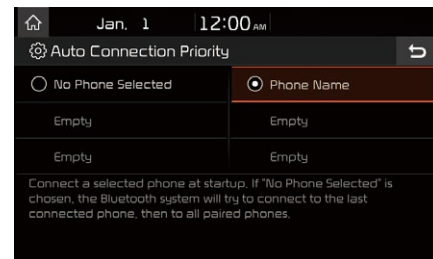 Jan. 1 12:00 AM
Auto Connection Priority
No Phone Selected Phone Name
Empty Empty
Empty Empty
Connect a selected phone at startup. If "No Phone Selected" is
chosen, the Bluetooth system will try to connect to the last
connected phone, then to all paired phones.